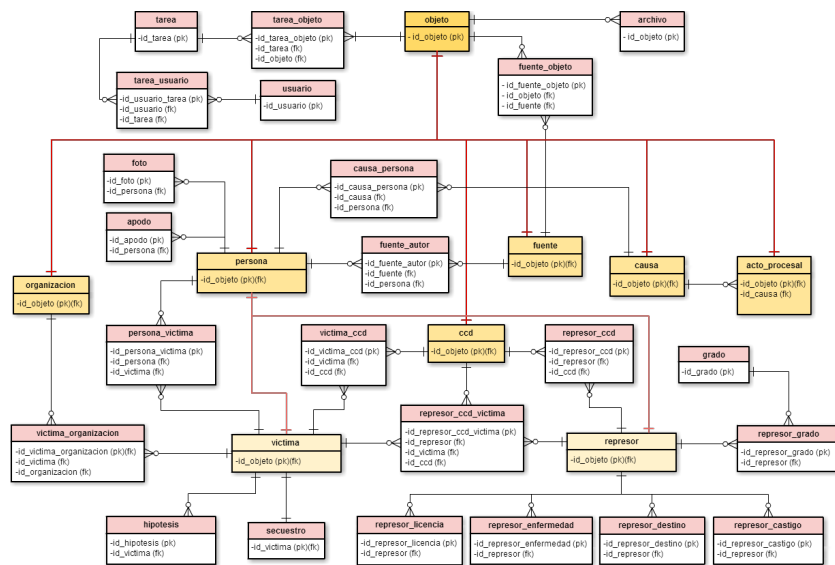 tarea
-id_tarea (pk)
tarea_objeto
-id_tarea_objeto (pk)
-id_tarea (fk)
-id_objeto (fk)
objeto
- id_objeto (pk)
archivo
- id_objeto (pk)
tarea_usuario
-id_usuario_tarea (pk)
-id_usuario (fk)
-id_tarea (fk)
usuario
-id_usuario (pk)
fuente_objeto
- id_fuente_objeto (pk)
- id_objeto (fk)
- id_fuente (fk)
foto
-id_foto (pk)
-id_persona (fk)
causa_persona
-id_causa_persona (pk)
-id_causa (fk)
-id_persona (fk)
apodo
-id_apodo (pk)
-id_persona (fk)
organizacion
-id_objeto (pk)(fk)
persona
-id_objeto (pk)(fk)
fuente_autor
-id_fuente_autor (pk)
-id_fuente (fk)
-id_persona (fk)
fuente
-id_objeto (pk)(fk)
causa
-id_objeto (pk)(fk)
acto_procesal
-id_objeto (pk)(fk)
-id_causa (fk)
persona_victima
-id_persona_victima (pk)
-id_persona (fk)
-id_victima (fk)
victima_ccd
-id_victima_ccd (pk)
-id_victima (fk)
-id_ccd (fk)
ccd
-id_objeto (pk)(fk)
represor_ccd
-id_represor_ccd (pk)
-id_represor (fk)
-id_ccd (fk)
grado
-id_grado (pk)
victima_organizacion
-id_victima_organizacion (pk)(fk)
-id_victima (fk)
-id_organizacion (fk)
victima
-id_objeto (pk)(fk)
represor_ccd_victima
-id_represor_ccd_victima (pk)
-id_represor (fk)
-id_victima (fk)
-id_ccd (fk)
represor
-id_objeto (pk)(fk)
represor_grado
-id_represor_grado (pk)
-id_represor (fk)
hipotesis
-id_hipotesis (pk)
-id_victima (fk)
secuestro
-id_victima (pk)(fk)
represor_licencia
-id_represor_licencia (pk)
-id_represor (fk)
represor_enfermedad
-id_represor_enfermedad (pk)
-id_represor (fk)
represor_destino
-id_represor_destino (pk)
-id_represor (fk)
represor_castigo
-id_represor_castigo (pk)
-id_represor (fk)